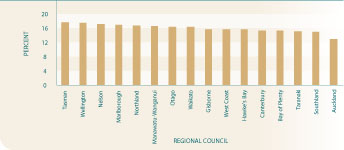 PERCENT
20
16
12
8
4
0
Tasman
Wellington
Nelson
Marlborough
Northland
Manawatu-Wanganui
Otago
Waikato
Gisborne
West Coast
Hawke's Bay
Canterbury
Bay of Plenty
Taranaki
Southland
Auckland
REGIONAL COUNCIL